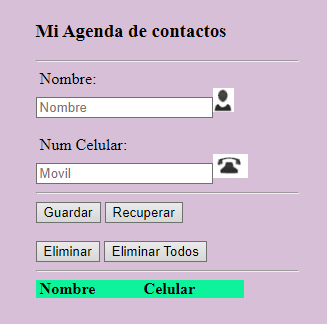 Mi Agenda de contactos
Nombre:
Nombre
Num Celular:
Movil
Guardar Recuperar
Eliminar Eliminar Todos
Nombre Celular